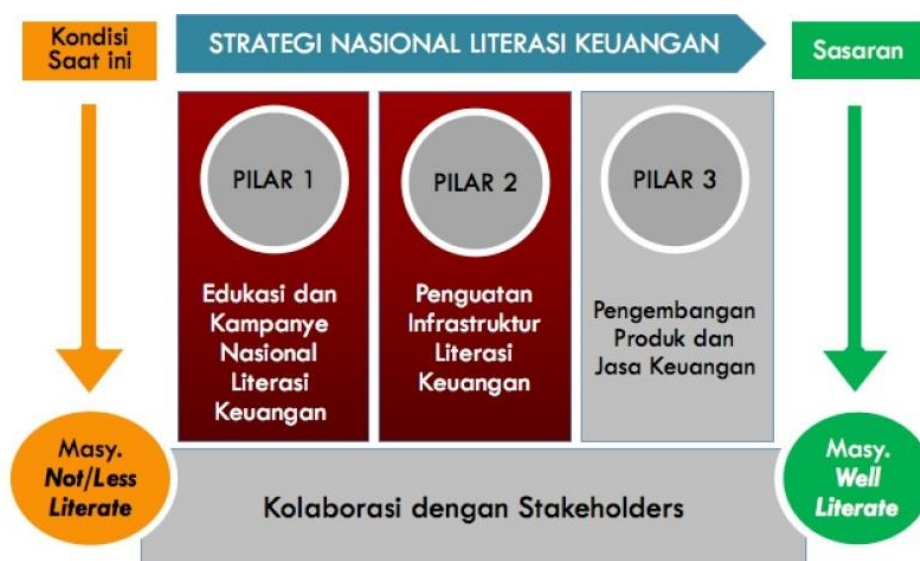 Kondisi
Saat ini
STRATEGI NASIONAL LITERASI KEUANGAN
Sasaran
PILAR 1
Edukasi dan
Kampanye
Nasional
Literasi
Keuangan
PILAR 2
Penguatan
Infrastruktur
Literasi
Keuangan
PILAR 3
Pengembangan
Produk dan
Jasa Keuangan
Masy.
Not/Less
Literate
Kolaborasi dengan Stakeholders
Masy.
Well
Literate